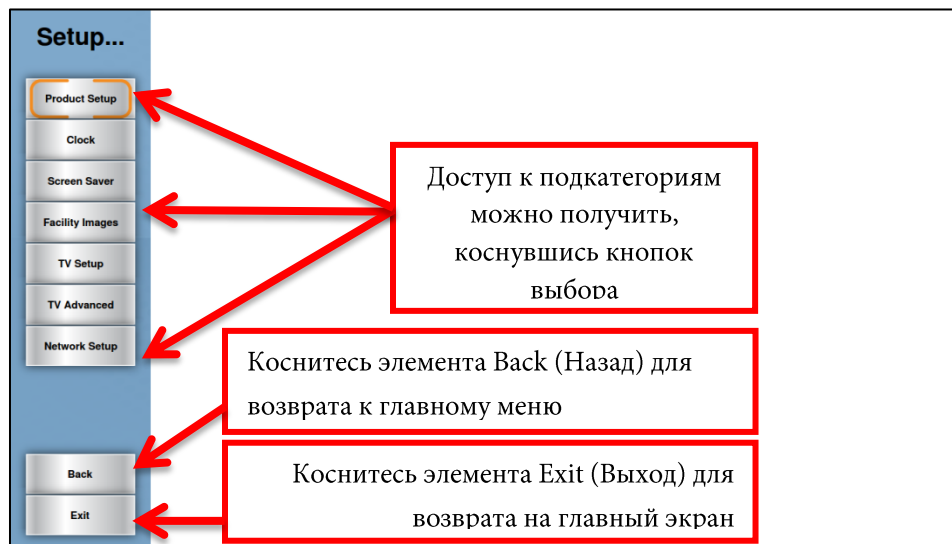 Setup...
Product Setup
Clock
Screen Saver
Facility Images
TV Setup
TV Advanced
Network Setup
Back
Exit
Доступ к подкатегориям
можно получить,
коснувшись кнопок
выбора
Коснитесь элемента Back (Назад) для
возврата к главному меню
Коснитесь элемента Exit (Выход) для
возврата на главный экран